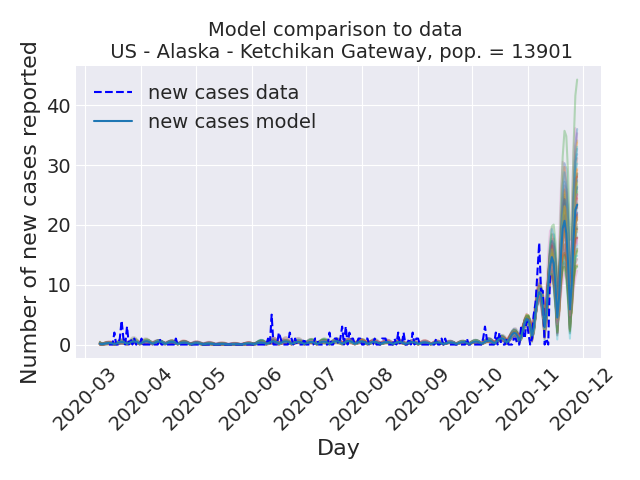 Model comparison to data
US - Alaska - Ketchikan Gateway, pop. = 13901
Number of new cases reported
40
30
20
10
0
new cases data
new cases model
2020-03
2020-04
2020-05
2020-06
2020-07
2020-08
2020-09
2020-10
2020-11
2020-12
Day